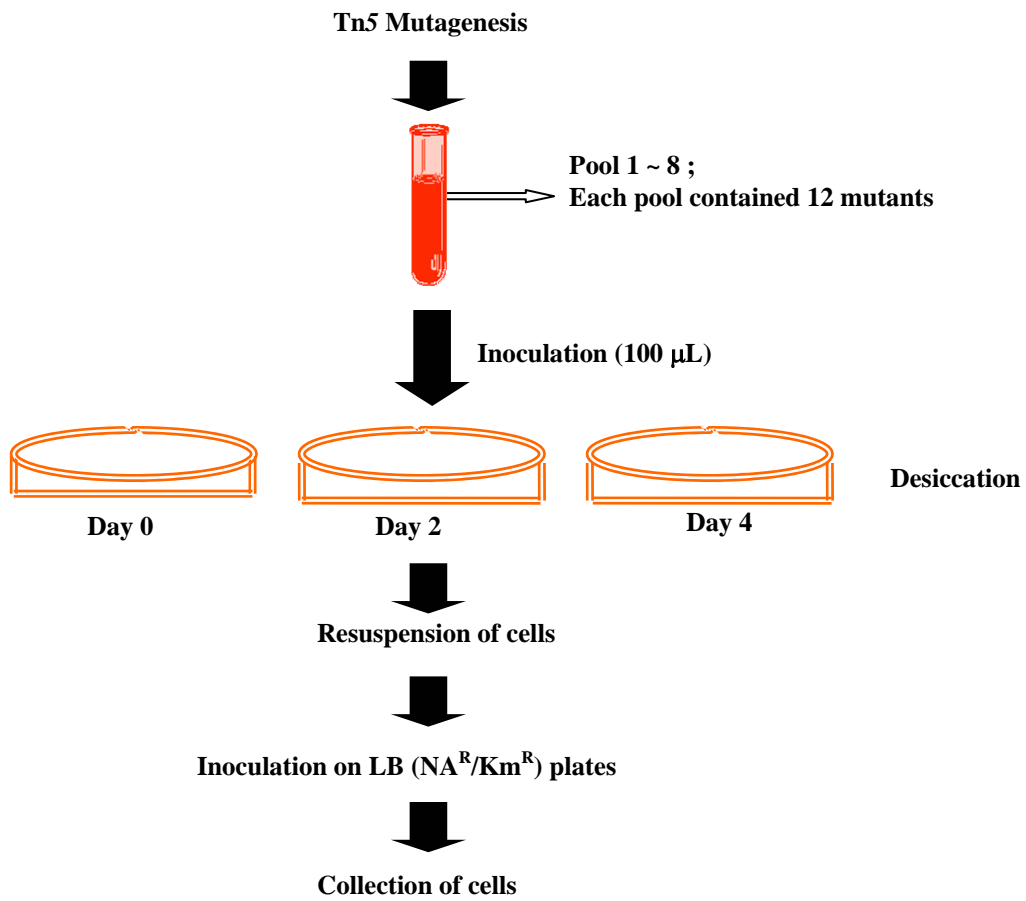 Tn5 Mutagenesis
Pool 1 ~ 8 ;
Each pool contained 12 mutants
Inoculation (100 μL)
Desiccation
Day 0
Day 2
Day 4
Resuspension of cells
Inoculation on LB (NA^R/Km^R) plates
Collection of cells